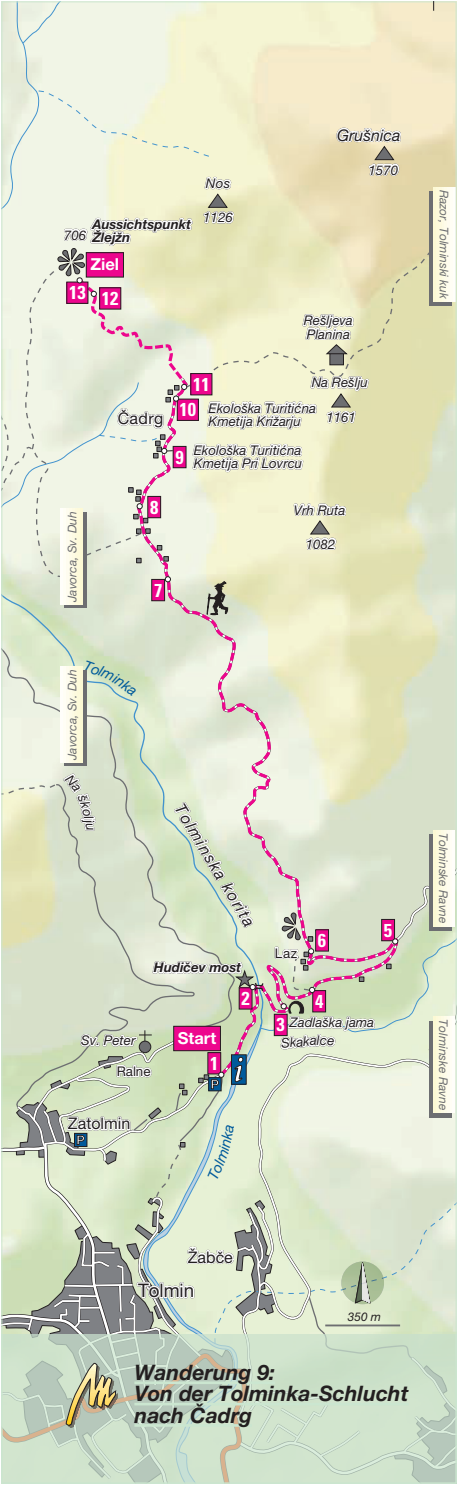 Grušnica
1570
Nos
1126
Razor, Tolminski kuk
Aussichtspunkt
Žlejžn
706
Ziel
13
12
Rešljeva
Planina
11
Na Rešlju
1161
10
Ekološka Turitićna
Kmetija Križarju
Čadrg
9
Ekološka Turitićna
Kmetija Pri Lovrcu
8
Vrh Ruta
1082
Javorca, Sv. Duh
7
Tolminka
Javorca, Sv. Duh
Na školju
Tolminska korita
Tolminske Ravne
5
6
Laz
Hudičev most
2
4
3
Zadlaška jama
Skakalce
Tolminske Ravne
Start
Sv. Peter
1
i
Ralne
P
Zatolmin
P
Tolminka
Žabče
Tolmin
350 m
Wanderung 9:
Von der Tolminka-Schlucht
nach Čadrg